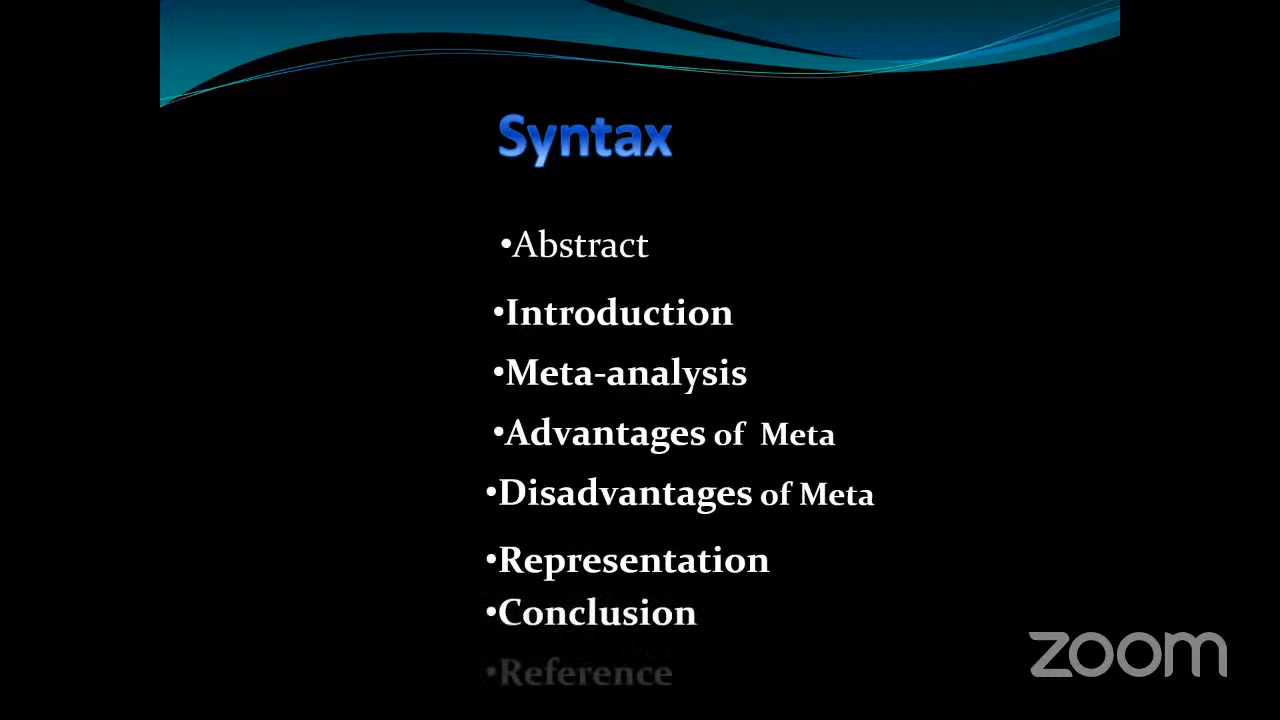 Syntax
•Abstract
•Introduction
•Meta-analysis
•Advantages of Meta
•Disadvantages of Meta
•Representation
•Conclusion
•Reference
zoom